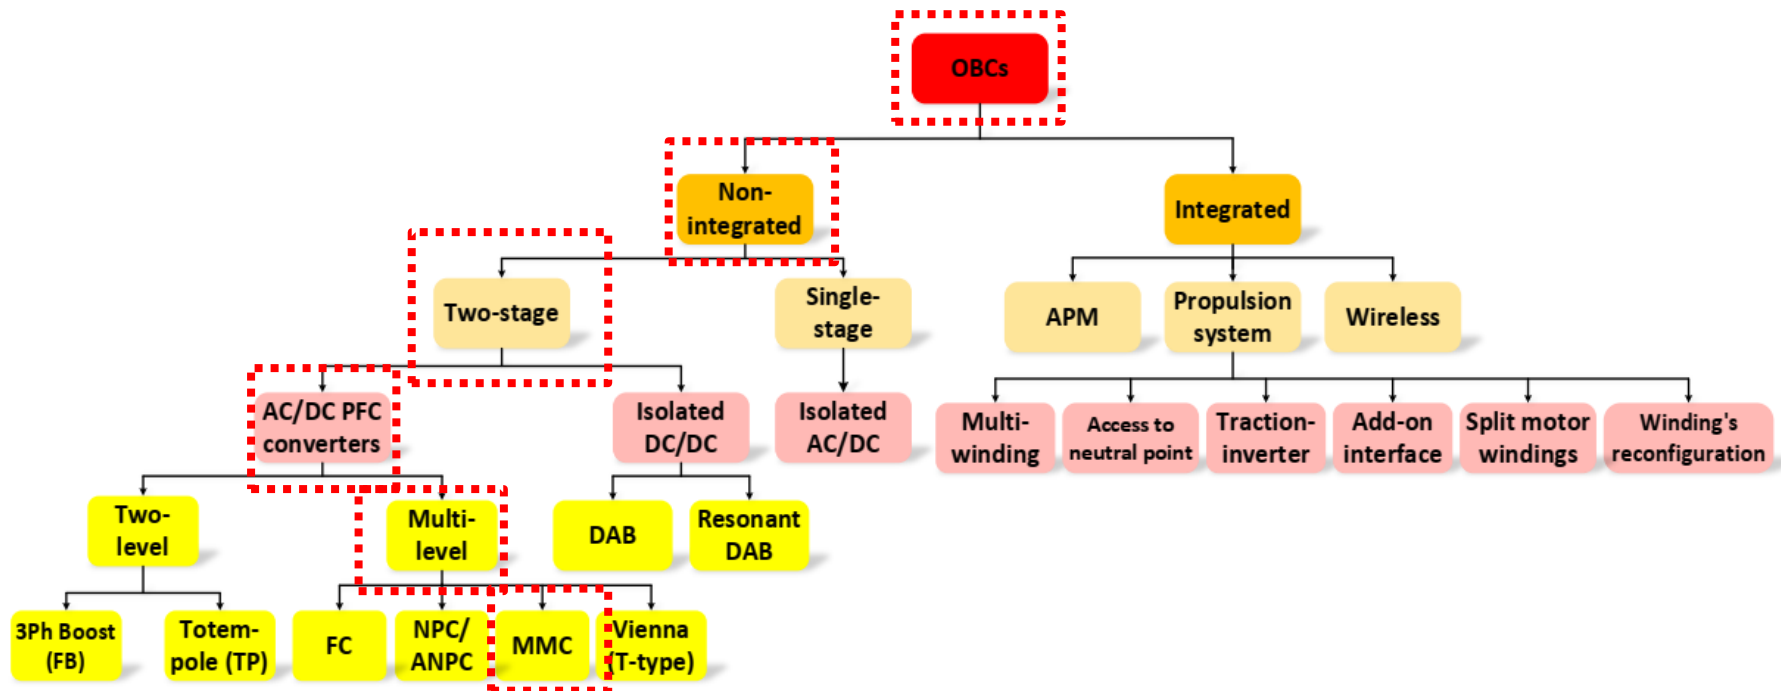 OBCs
Non-
integrated
Integrated
Two-stage
Single-
stage
APM
Propulsion
system
Wireless
AC/DC PFC
converters
Isolated
DC/DC
Isolated
AC/DC
Multi-
winding
Access to
neutral point
Traction-
inverter
Add-on
interface
Split motor
windings
Winding's
reconfiguration
Two-
level
Multi-
level
DAB
Resonant
DAB
3Ph Boost
(FB)
Totem-
pole (TP)
FC
NPC/
ANPC
MMC
Vienna
(T-type)